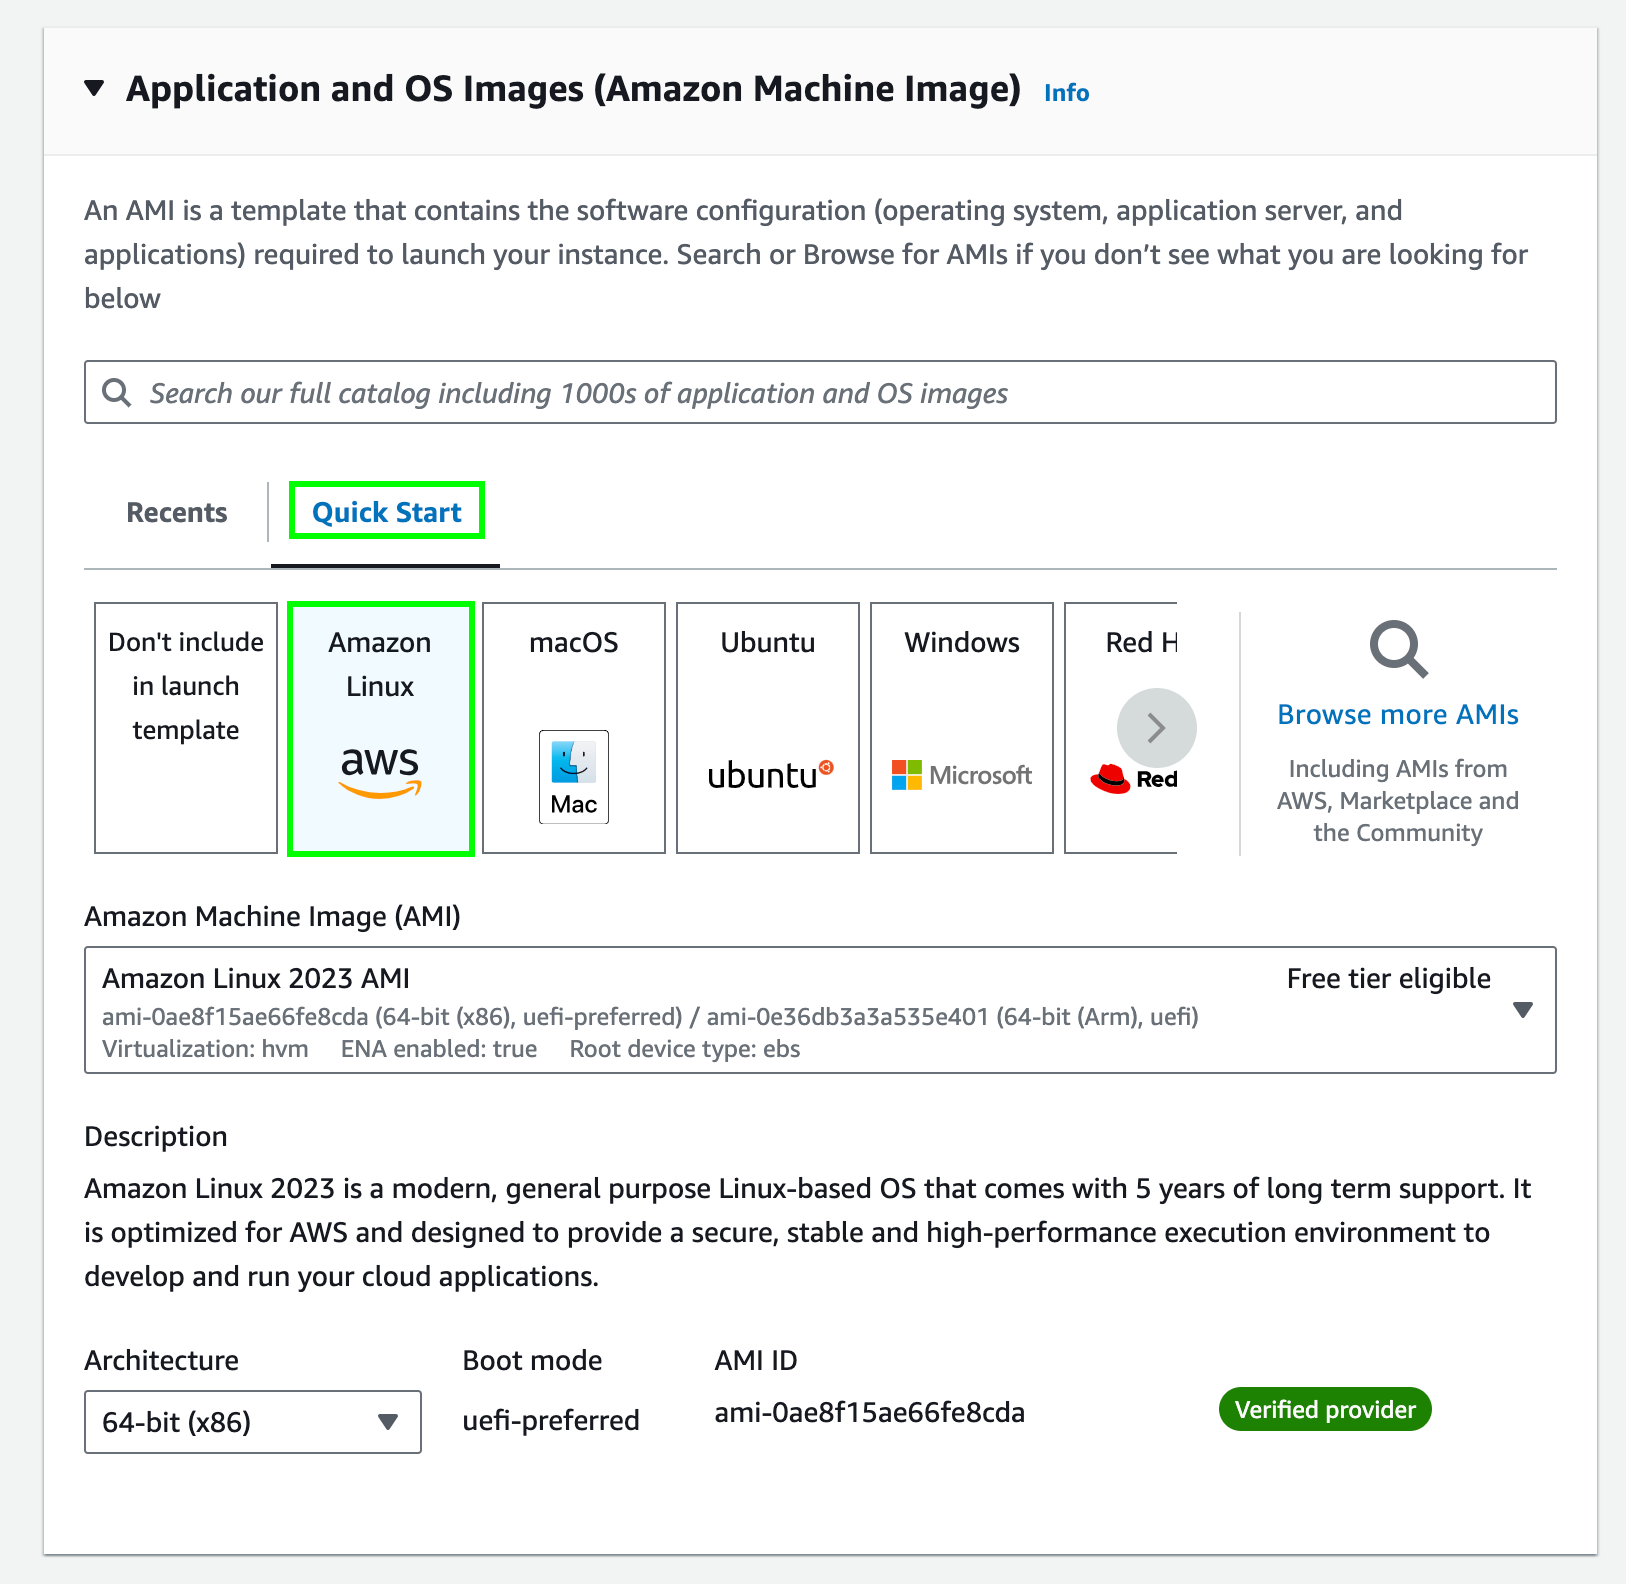 Application and OS Images (Amazon Machine Image) Info
An AMI is a template that contains the software configuration (operating system, application server, and
applications) required to launch your instance. Search or Browse for AMIs if you don’t see what you are looking for
below
Search our full catalog including 1000s of application and OS images
Recents
Quick Start
Don't include
in launch
template
Amazon
Linux
aws
macOS
Mac
Ubuntu
ubuntu
Windows
Microsoft
Red H
Red
Browse more AMIs
Including AMIs from
AWS, Marketplace and
the Community
Amazon Machine Image (AMI)
Amazon Linux 2023 AMI
Free tier eligible
ami-0ae8f15ae66fe8cda (64-bit (x86), uefi-preferred) / ami-0e36db3a3a535e401 (64-bit (Arm), uefi)
Virtualization: hvm ENA enabled: true Root device type: ebs
Description
Amazon Linux 2023 is a modern, general purpose Linux-based OS that comes with 5 years of long term support. It
is optimized for AWS and designed to provide a secure, stable and high-performance execution environment to
develop and run your cloud applications.
Architecture
64-bit (x86)
Boot mode
uefi-preferred
AMI ID
ami-0ae8f15ae66fe8cda
Verified provider